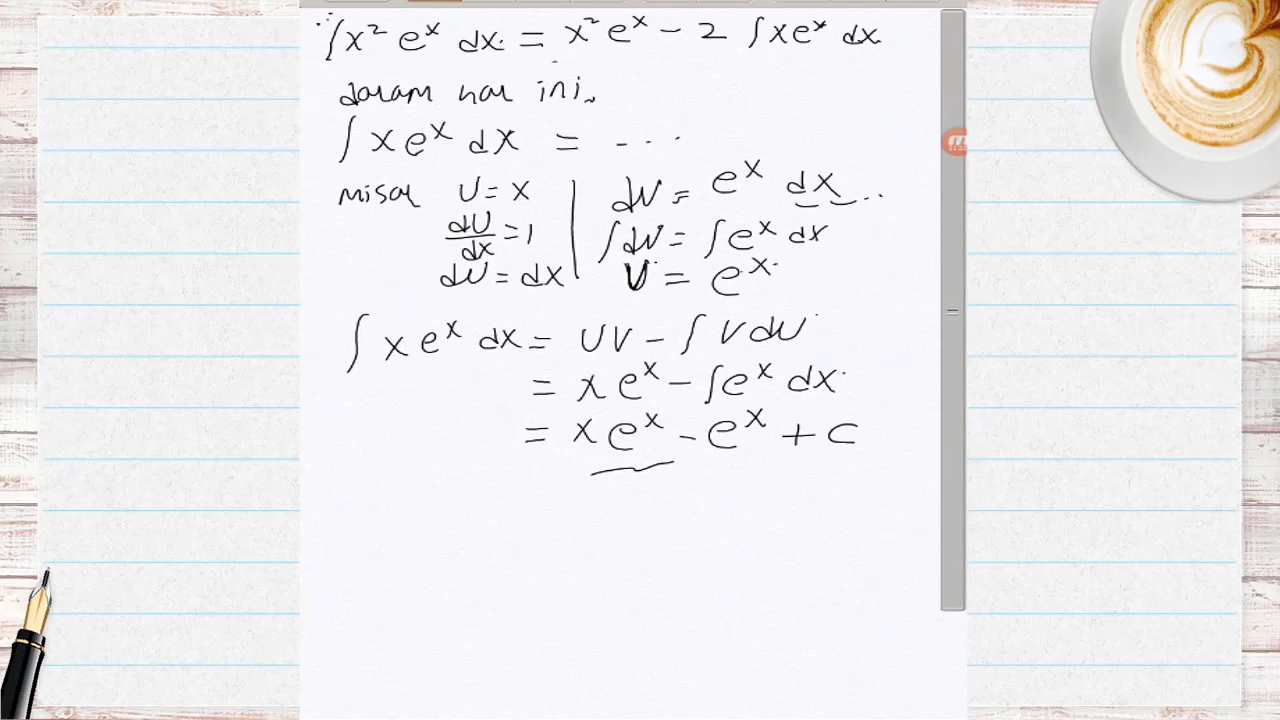 ∴ ∫ x² eˣ dx = x² eˣ − 2 ∫ x eˣ dx
dalam hal ini,
∫ x eˣ dx = ...
misal U = x | dV = eˣ dx
dU/dx = 1 | ∫ dV = ∫ eˣ dx
dU = dx | V = eˣ
∫ x eˣ dx = UV − ∫ V dU
= x eˣ − ∫ eˣ dx
= x eˣ − eˣ + C